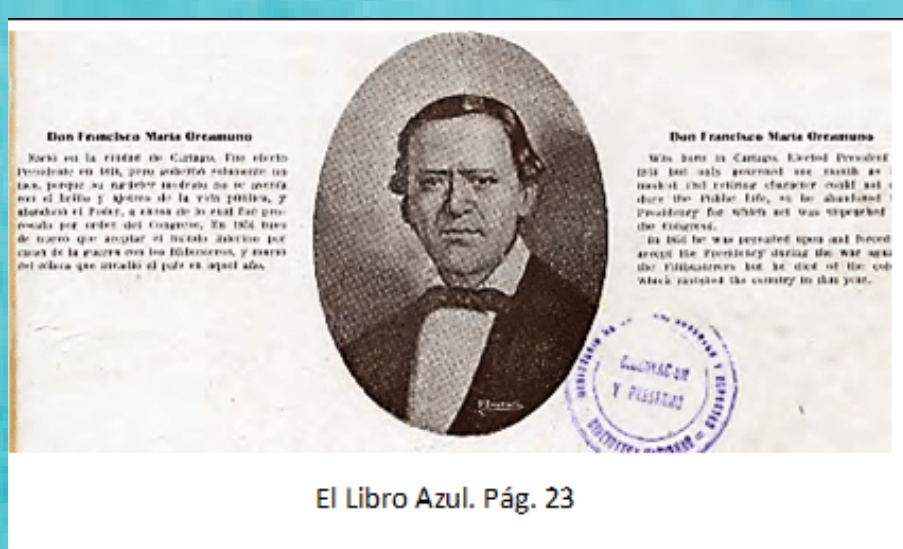 Don Francisco María Oreamuno
Nació en la ciudad de Cartago. Fue electo
Presidente en 1844, pero gobernó solamente un
mes, porque su carácter modesto no se avenía
con el brillo y ajetreo de la vida pública, y
abandonó el Poder, a causa de lo cual fue pro-
cesado por orden del Congreso. En 1856 tuvo
de nuevo que aceptar el mando interino por
causa de la guerra con los filibusteros, y murió
del cólera que invadió el país en aquel año.
Don Francisco María Oreamuno
Was born in Cartago. Elected President
but only governed one month as
modest and retiring character could not
dure the Public Life, so he abandoned
Presidency for which act was impeached
the Congress.
In 1856 he was persuaded upon and forced
accept the Presidency during the war
the Filibusterers but he died of the
which ravished the country in that year.
Y PRESTAMO
El Libro Azul. Pág. 23